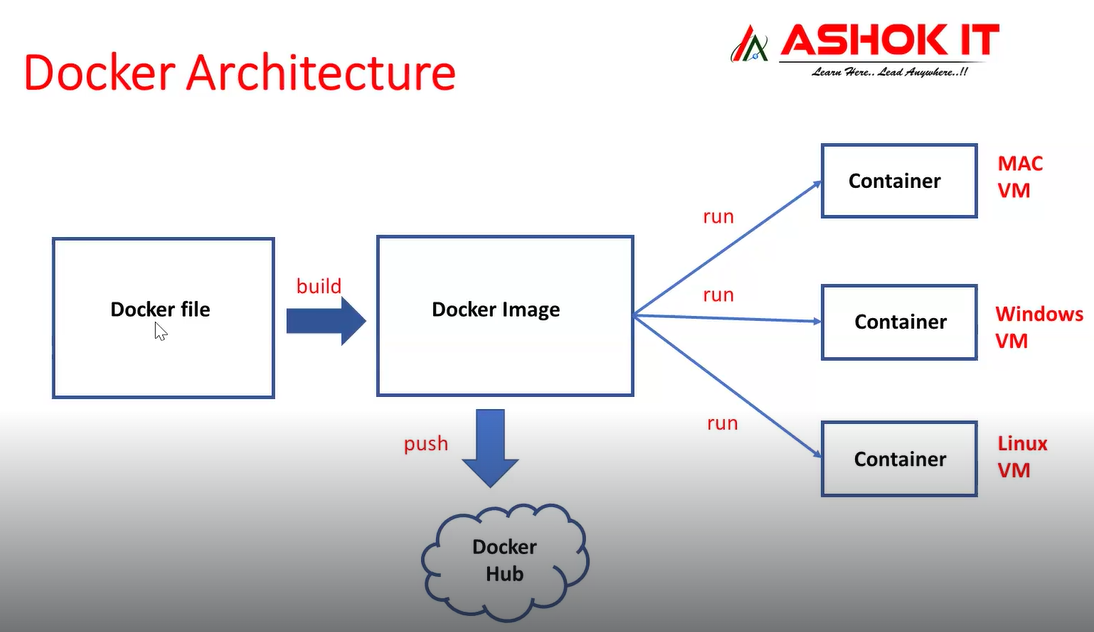 Docker Architecture
ASHOK IT
Learn Here.. Lead Anywhere..!!
Docker file
build
Docker Image
run
run
run
Container
MAC
VM
Container
Windows
VM
Container
Linux
VM
push
Docker
Hub